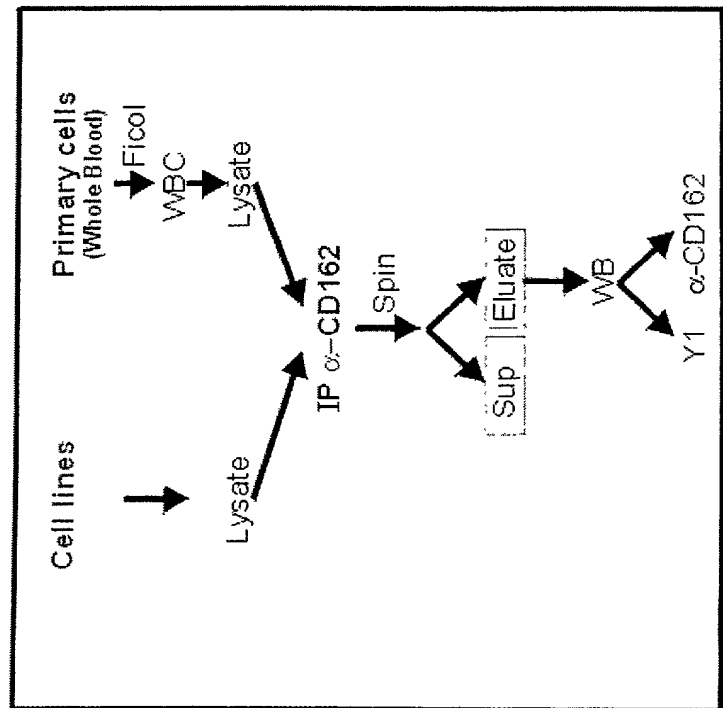 Cell lines
Primary cells
(Whole Blood)
Ficol
WBC
Lysate
Lysate
IP α–CD162
Spin
Sup
Eluate
WB
Y1
α-CD162